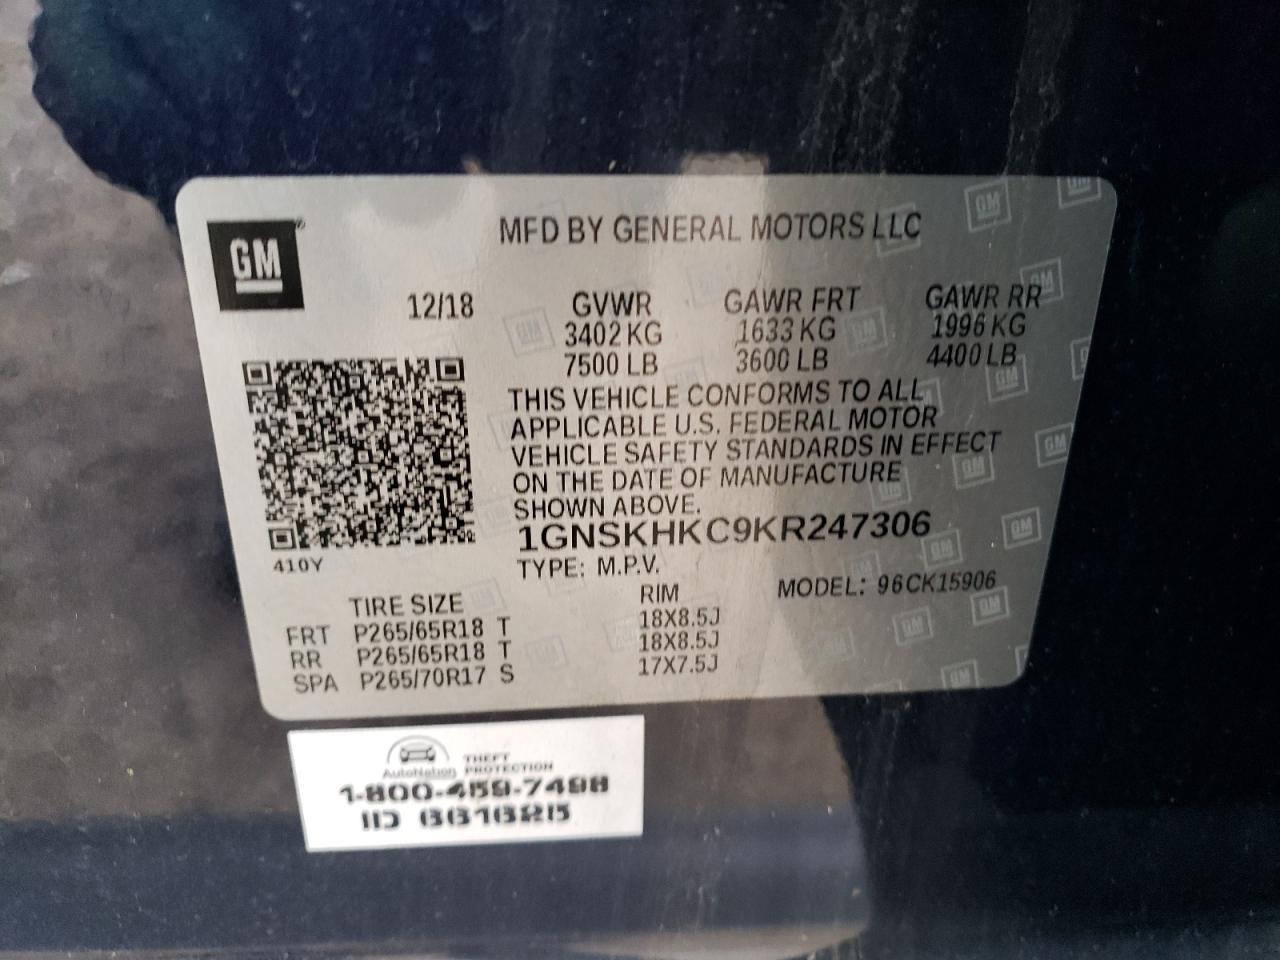 GM
MFD BY GENERAL MOTORS LLC
12/18
GVWR GAWR FRT GAWR RR
3402 KG 1633 KG 1996 KG
7500 LB 3600 LB 4400 LB
THIS VEHICLE CONFORMS TO ALL
APPLICABLE U.S. FEDERAL MOTOR
VEHICLE SAFETY STANDARDS IN EFFECT
ON THE DATE OF MANUFACTURE
SHOWN ABOVE.
1GNSKHKC9KR247306
410Y
TYPE: M.P.V.
MODEL: 96CK15906
TIRE SIZE RIM
FRT P265/65R18 T 18X8.5J
RR P265/65R18 T 18X8.5J
SPA P265/70R17 S 17X7.5J
AutoNation THEFT PROTECTION
1-800-459-7498
ID 6616215